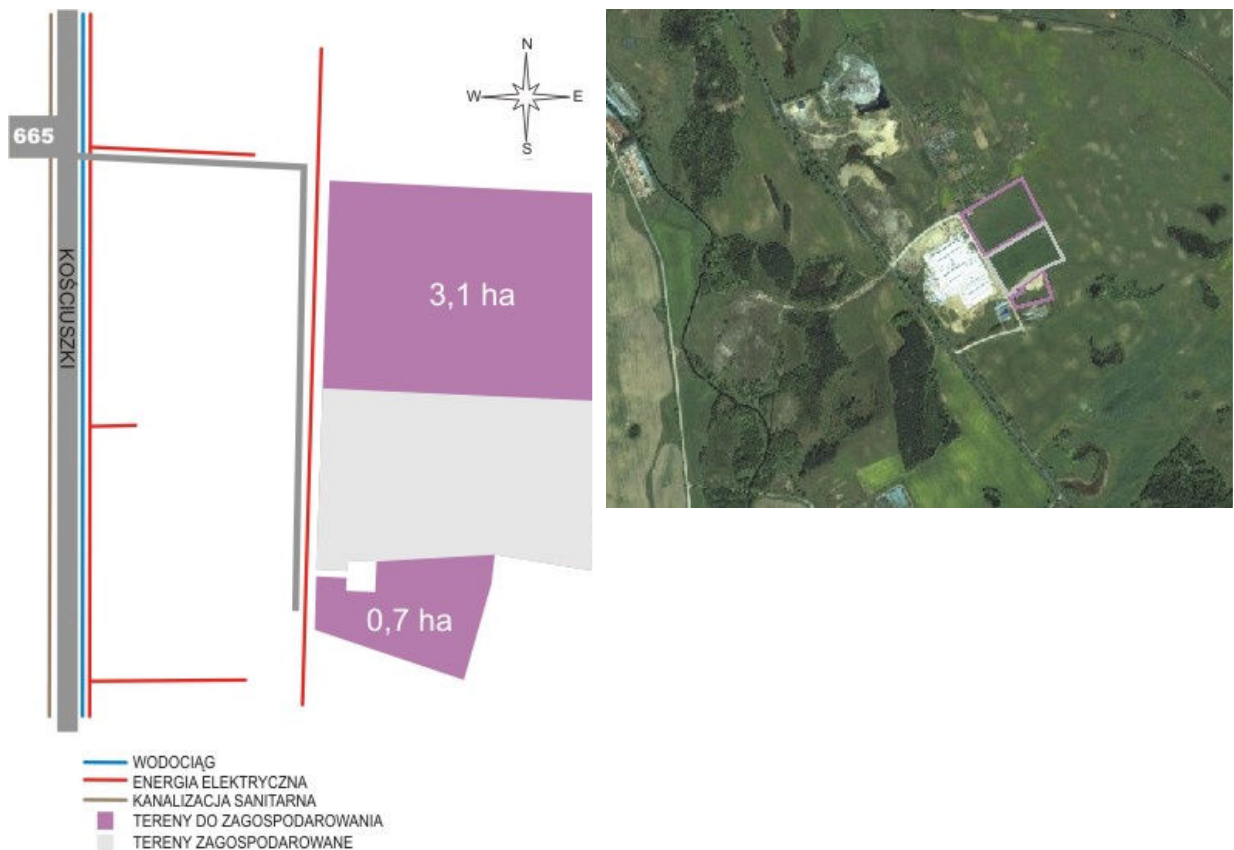 N
W
E
S
665
KOŚCIUSZKI
3,1 ha
0,7 ha
WODOCIĄG
ENERGIA ELEKTRYCZNA
KANALIZACJA SANITARNA
TERENY DO ZAGOSPODAROWANIA
TERENY ZAGOSPODAROWANE